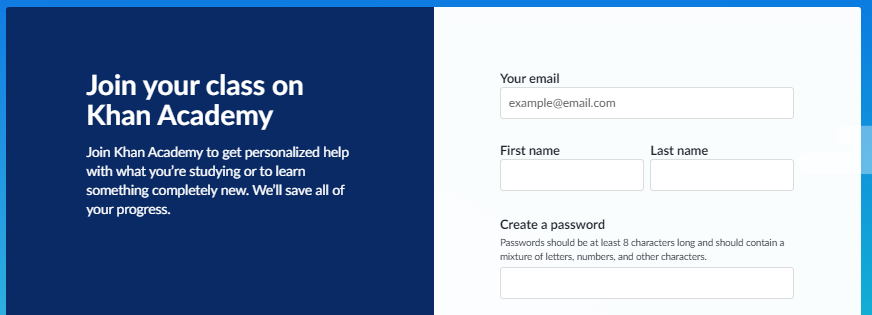 Join your class on
Khan Academy
Join Khan Academy to get personalized help
with what you're studying or to learn
something completely new. We'll save all of
your progress.
Your email
example@email.com
First name Last name
Create a password
Passwords should be at least 8 characters long and should contain a
mixture of letters, numbers, and other characters.